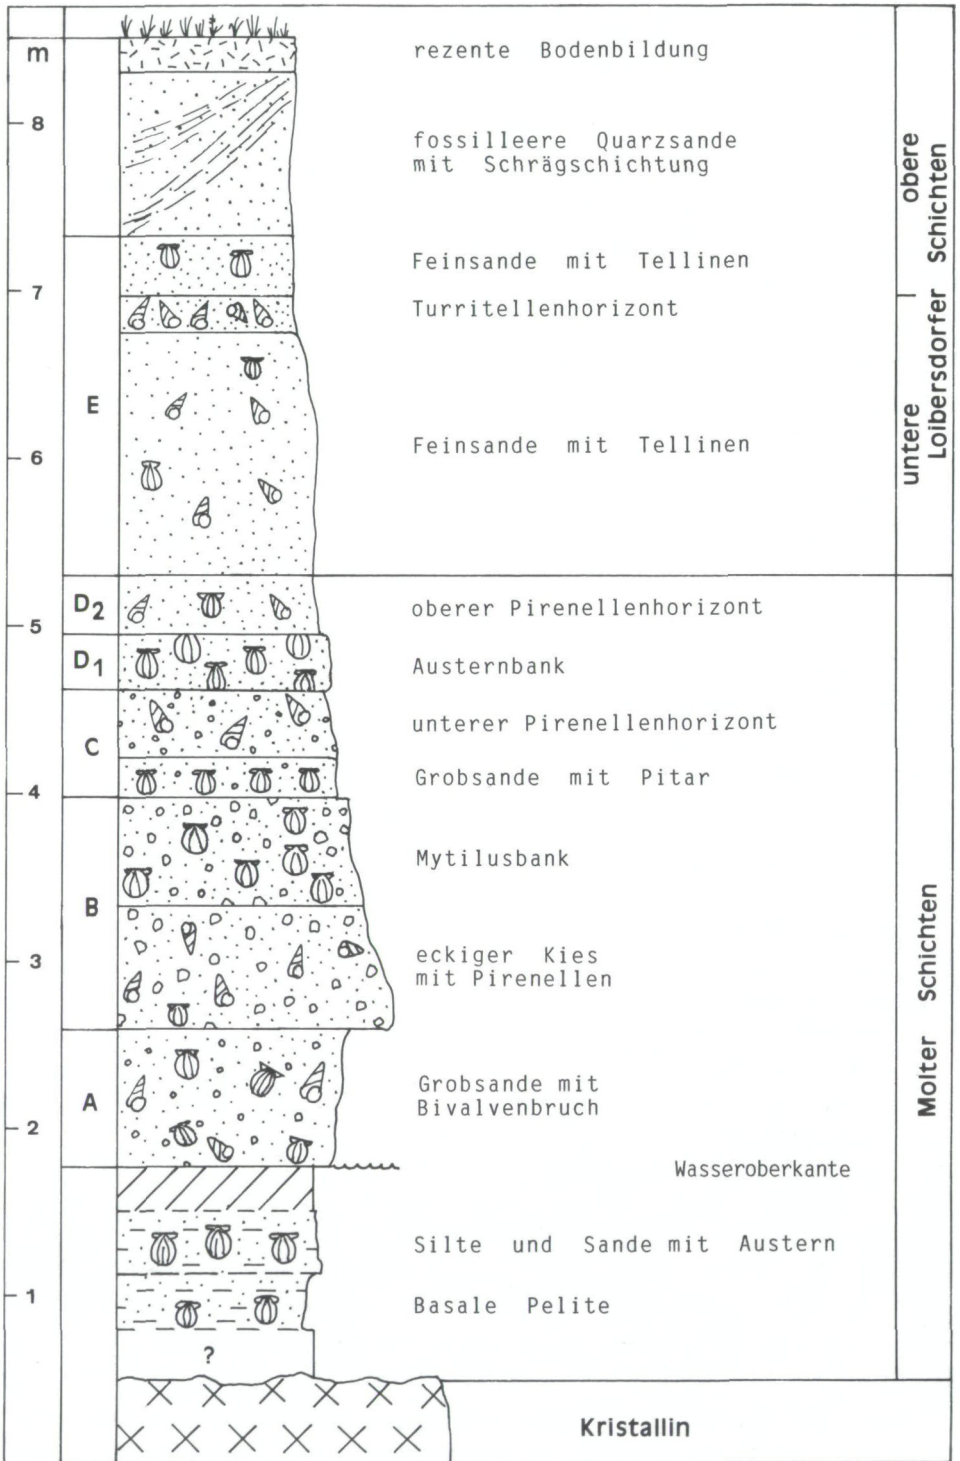 m
rezente Bodenbildung
8
fossilleere Quarzsande
mit Schrägschichtung
obere
Feinsande mit Tellinen
7
Turritellenhorizont
E
Feinsande mit Tellinen
6
untere
Loibersdorfer Schichten
D2
oberer Pirenellenhorizont
5
D1
Austernbank
unterer Pirenellenhorizont
C
Grobsande mit Pitar
4
Mytilusbank
B
3
eckiger Kies
mit Pirenellen
A
Grobsande mit
Bivalvenbruch
2
Molter Schichten
Wasseroberkante
Silte und Sande mit Austern
1
Basale Pelite
?
Kristallin